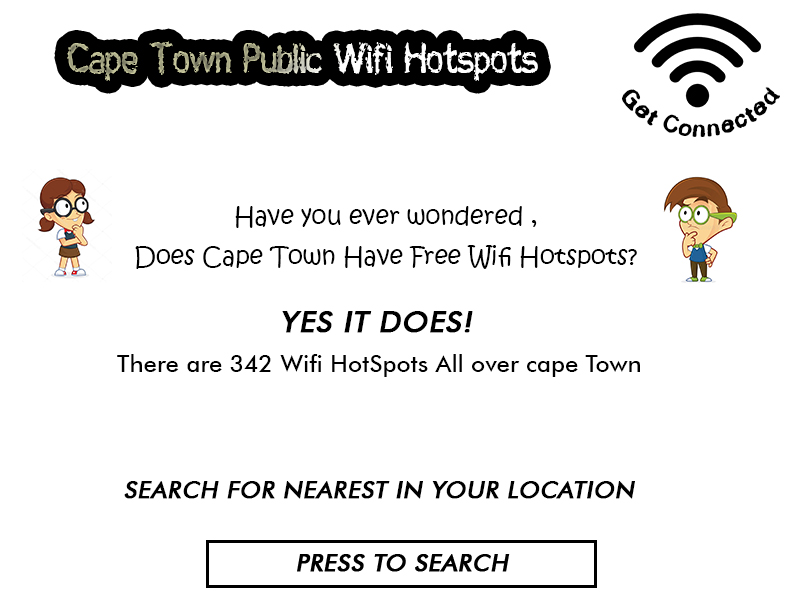 Cape Town Public Wifi Hotspots
Get Connected
Have you ever wondered ,
Does Cape Town Have Free Wifi Hotspots?
YES IT DOES!
There are 342 Wifi HotSpots All over cape Town
SEARCH FOR NEAREST IN YOUR LOCATION
PRESS TO SEARCH